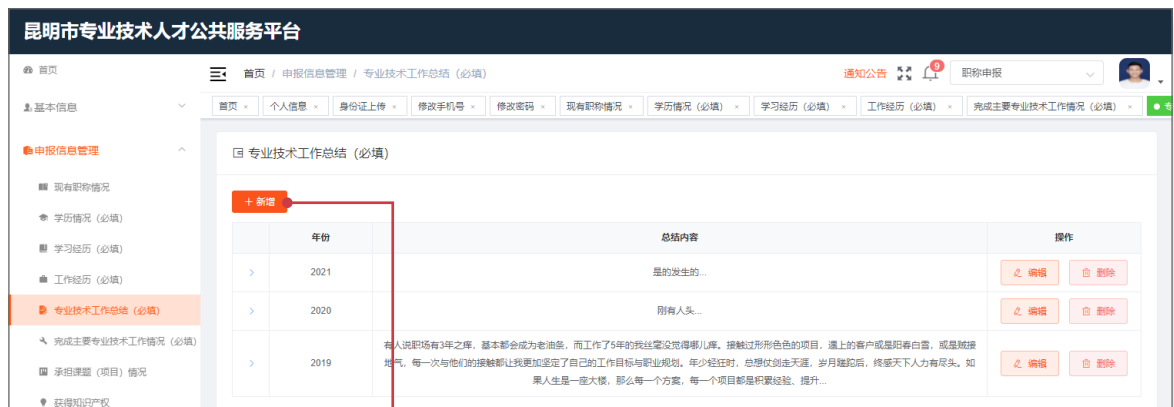 昆明市专业技术人才公共服务平台
首页
首页 / 申报信息管理 / 专业技术工作总结（必填）
通知公告
9
职称申报
基本信息
首页 ×
个人信息 ×
身份证上传 ×
修改手机号 ×
修改密码 ×
现有职称情况 ×
学历情况（必填） ×
学习经历（必填） ×
工作经历（必填） ×
完成主要专业技术工作情况（必填） ×
专
申报信息管理
现有职称情况
学历情况（必填）
学习经历（必填）
工作经历（必填）
专业技术工作总结（必填）
完成主要专业技术工作情况（必填）
承担课题（项目）情况
获得知识产权
专业技术工作总结（必填）
+ 新增
年份 总结内容 操作
2021 是的发生的... 编辑 删除
2020 刚有人头... 编辑 删除
有人说职场有3年之痒，基本都会成为老油条，而工作了5年的我丝毫没觉得哪儿痒。接触过形形色色的项目，遇上的客户或是阳春白雪，或是贼接
2019 地气，每一次与他们的接触都让我更加坚定了自己的工作目标与职业规划。年少轻狂时，总想仗剑走天涯，岁月蹉跎后，终感天下人力有尽头。如 编辑 删除
果人生是一座大楼，那么每一个方案，每一个项目都是积累经验、提升...